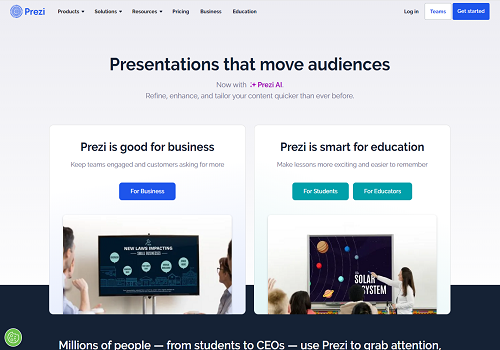 Prezi
Products Solutions Resources Pricing Business Education
Log in Teams Get started
Presentations that move audiences
Now with Prezi AI.
Refine, enhance, and tailor your content quicker than ever before.
Prezi is good for business
Keep teams engaged and customers asking for more
For Business
Prezi is smart for education
Make lessons more exciting and easier to remember
For Students For Educators
NEW LAWS IMPACTING
SMALL BUSINESSES
SOLAR
SYSTEM
Millions of people — from students to CEOs — use Prezi to grab attention,